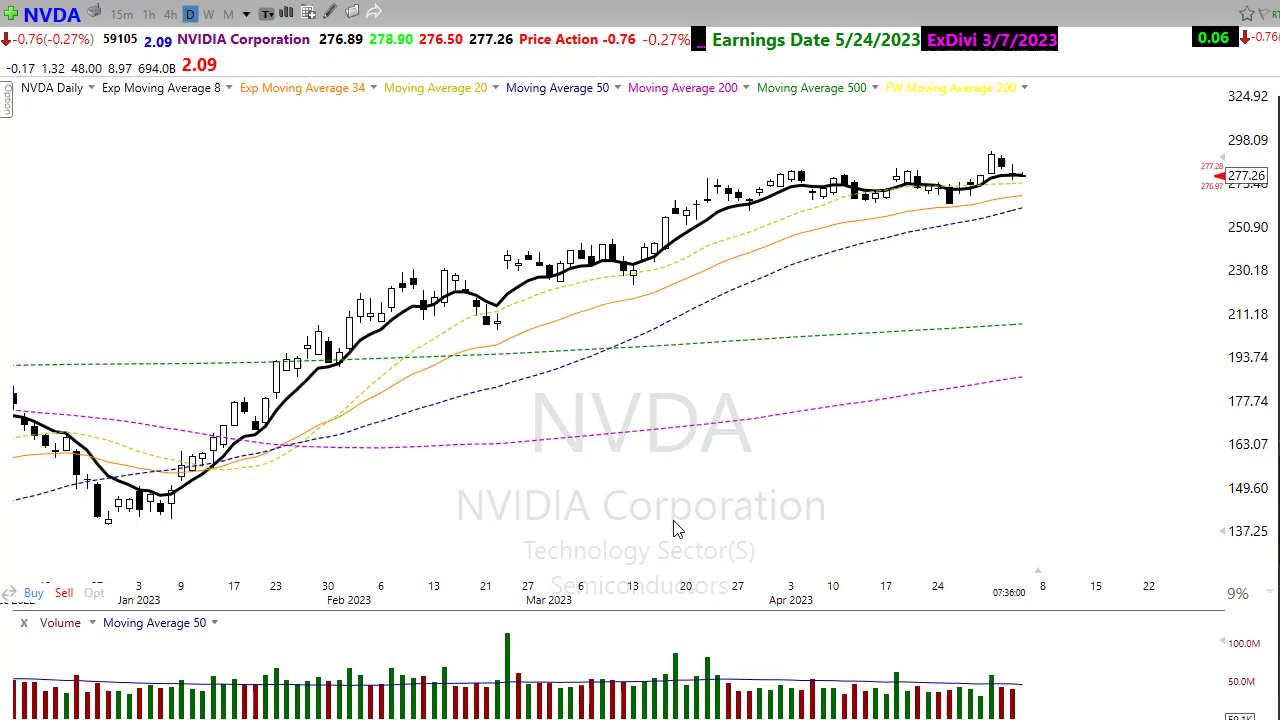 NVDA 15m 1h 4h D W M T
-0.76(-0.27%) 59105 2.09 NVIDIA Corporation 276.89 278.90 276.50 277.26 Price Action -0.76 -0.27% ... Earnings Date 5/24/2023 ExDivi 3/7/2023 0.06 -0.76
-0.17 1.32 48.00 8.97 694.0B 2.09
Option
NVDA Daily Exp Moving Average 8 Exp Moving Average 34 Moving Average 20 Moving Average 50 Moving Average 200 Moving Average 500 FW Moving Average 200
324.92
298.09
277.28
277.26
276.97
250.90
230.18
211.18
193.74
177.74
163.07
149.60
137.25
NVDA
NVIDIA Corporation
Technology Sector(S)
Semiconductors
Buy Sell Opt
3 9 17 23 30 6 13 21 27 6 13 20 27 3 10 17 24 07:36:00 8 15 22
Jan 2023 Feb 2023 Mar 2023 Apr 2023
9%
X Volume Moving Average 50
100.0M
50.0M